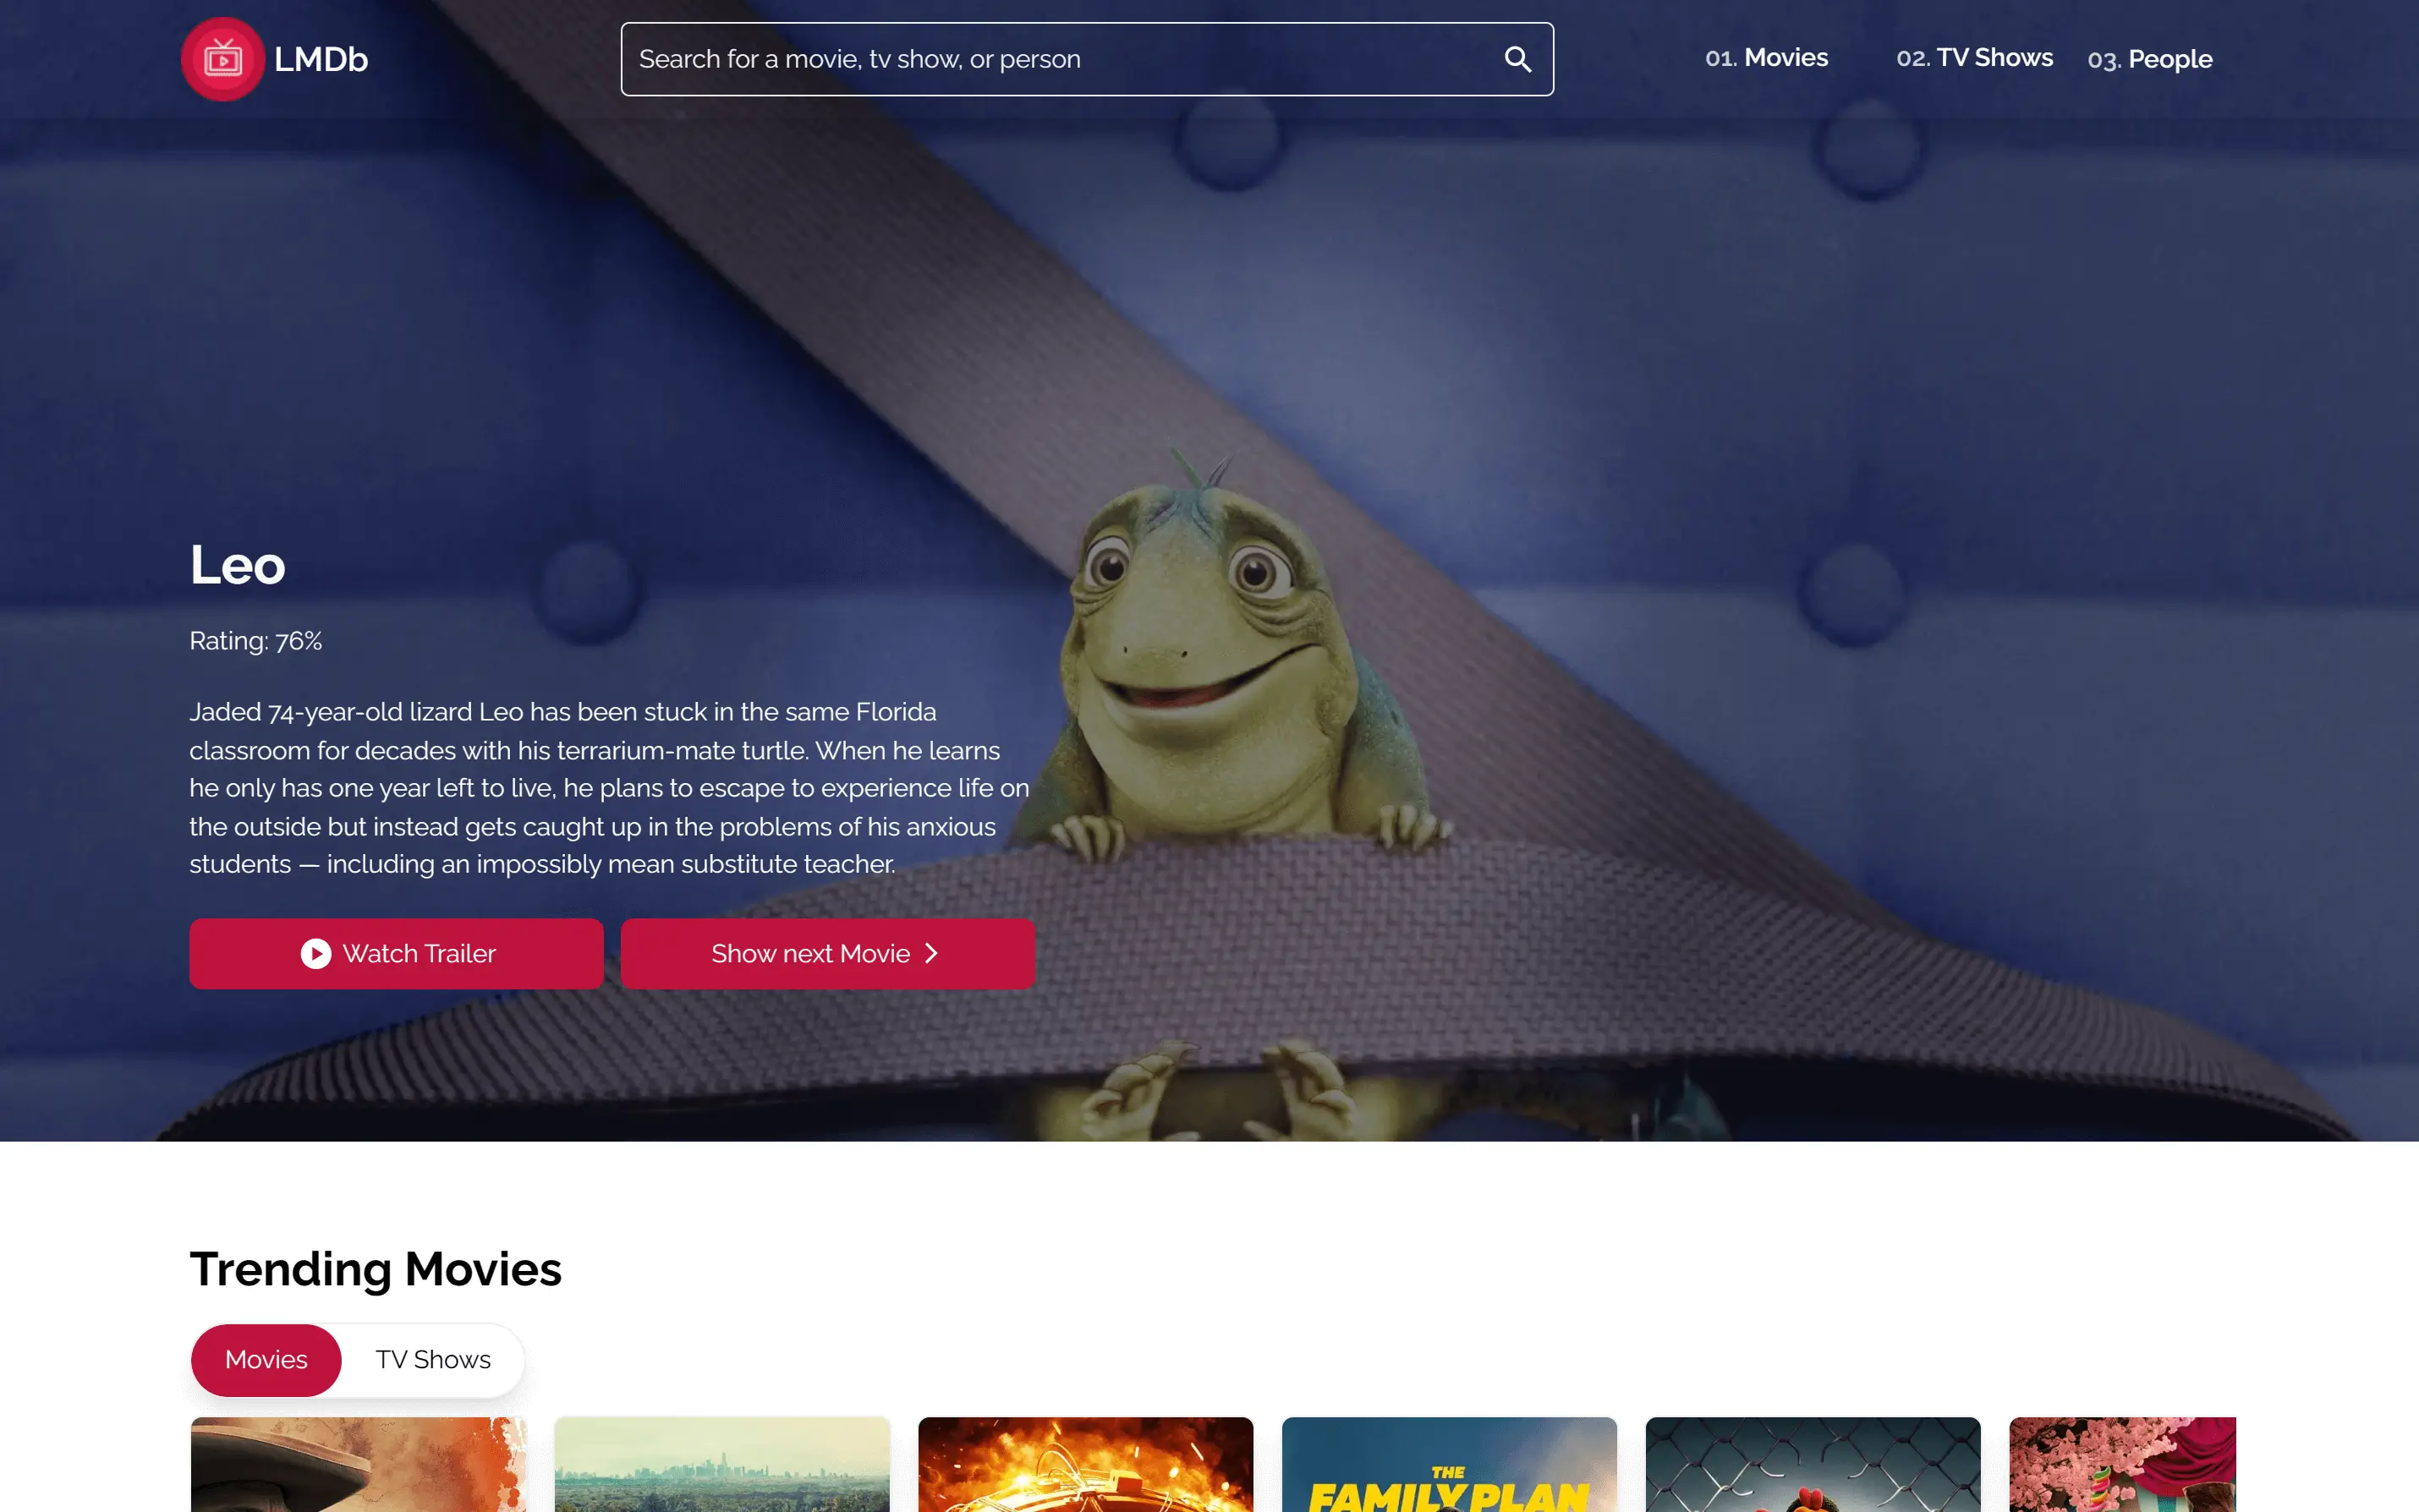 LMDb
Search for a movie, tv show, or person
01. Movies
02. TV Shows
03. People
Leo
Rating: 76%
Jaded 74-year-old lizard Leo has been stuck in the same Florida
classroom for decades with his terrarium-mate turtle. When he learns
he only has one year left to live, he plans to escape to experience life on
the outside but instead gets caught up in the problems of his anxious
students — including an impossibly mean substitute teacher.
Watch Trailer
Show next Movie
Trending Movies
Movies
TV Shows
THE
FAMILY PLAN